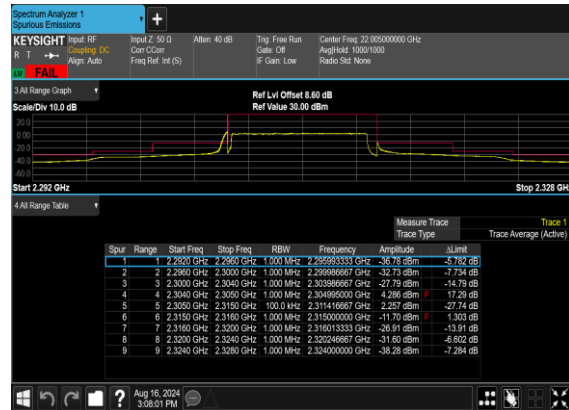 Spectrum Analyzer 1
Spurious Emissions
+
KEYSIGHT Input: RF Input Z: 50 Ω Atten: 40 dB Trig: Free Run Center Freq: 22.005000000 GHz
R T Coupling: DC Corr CCorr Gate: Off Avg|Hold: 1000/1000
Align: Auto Freq Ref: Int (S) IF Gain: Low Radio Std: None
FAIL
3 All Range Graph
Ref Lvl Offset 8.60 dB
Scale/Div 10.0 dB Ref Value 30.00 dBm
20.0
0.00
-20.0
-40.0
-60.0
Start 2.292 GHz Stop 2.328 GH
4 All Range Table
Measure Trace Trace 1
Trace Type Trace Average (Active)
Spur Range Start Freq Stop Freq RBW Frequency Amplitude ΔLimit
1 1 2.2920 GHz 2.2960 GHz 1.000 MHz 2.295993333 GHz -36.78 dBm -5.782 dB
2 2 2.2960 GHz 2.3000 GHz 1.000 MHz 2.299986667 GHz -32.73 dBm -7.734 dB
3 3 2.3000 GHz 2.3040 GHz 1.000 MHz 2.303986667 GHz -27.79 dBm -14.79 dB
4 4 2.3040 GHz 2.3050 GHz 1.000 MHz 2.304995000 GHz 4.286 dBm F 17.29 dB
5 5 2.3050 GHz 2.3150 GHz 100.0 kHz 2.311416667 GHz 2.257 dBm -27.74 dB
6 6 2.3150 GHz 2.3160 GHz 1.000 MHz 2.315000000 GHz -11.70 dBm F 1.303 dB
7 7 2.3160 GHz 2.3200 GHz 1.000 MHz 2.316013333 GHz -26.91 dBm -13.91 dB
8 8 2.3200 GHz 2.3240 GHz 1.000 MHz 2.320246667 GHz -31.60 dBm -6.602 dB
9 9 2.3240 GHz 2.3280 GHz 1.000 MHz 2.324000000 GHz -38.28 dBm -7.284 dB
?
Aug 16, 2024
3:08:01 PM